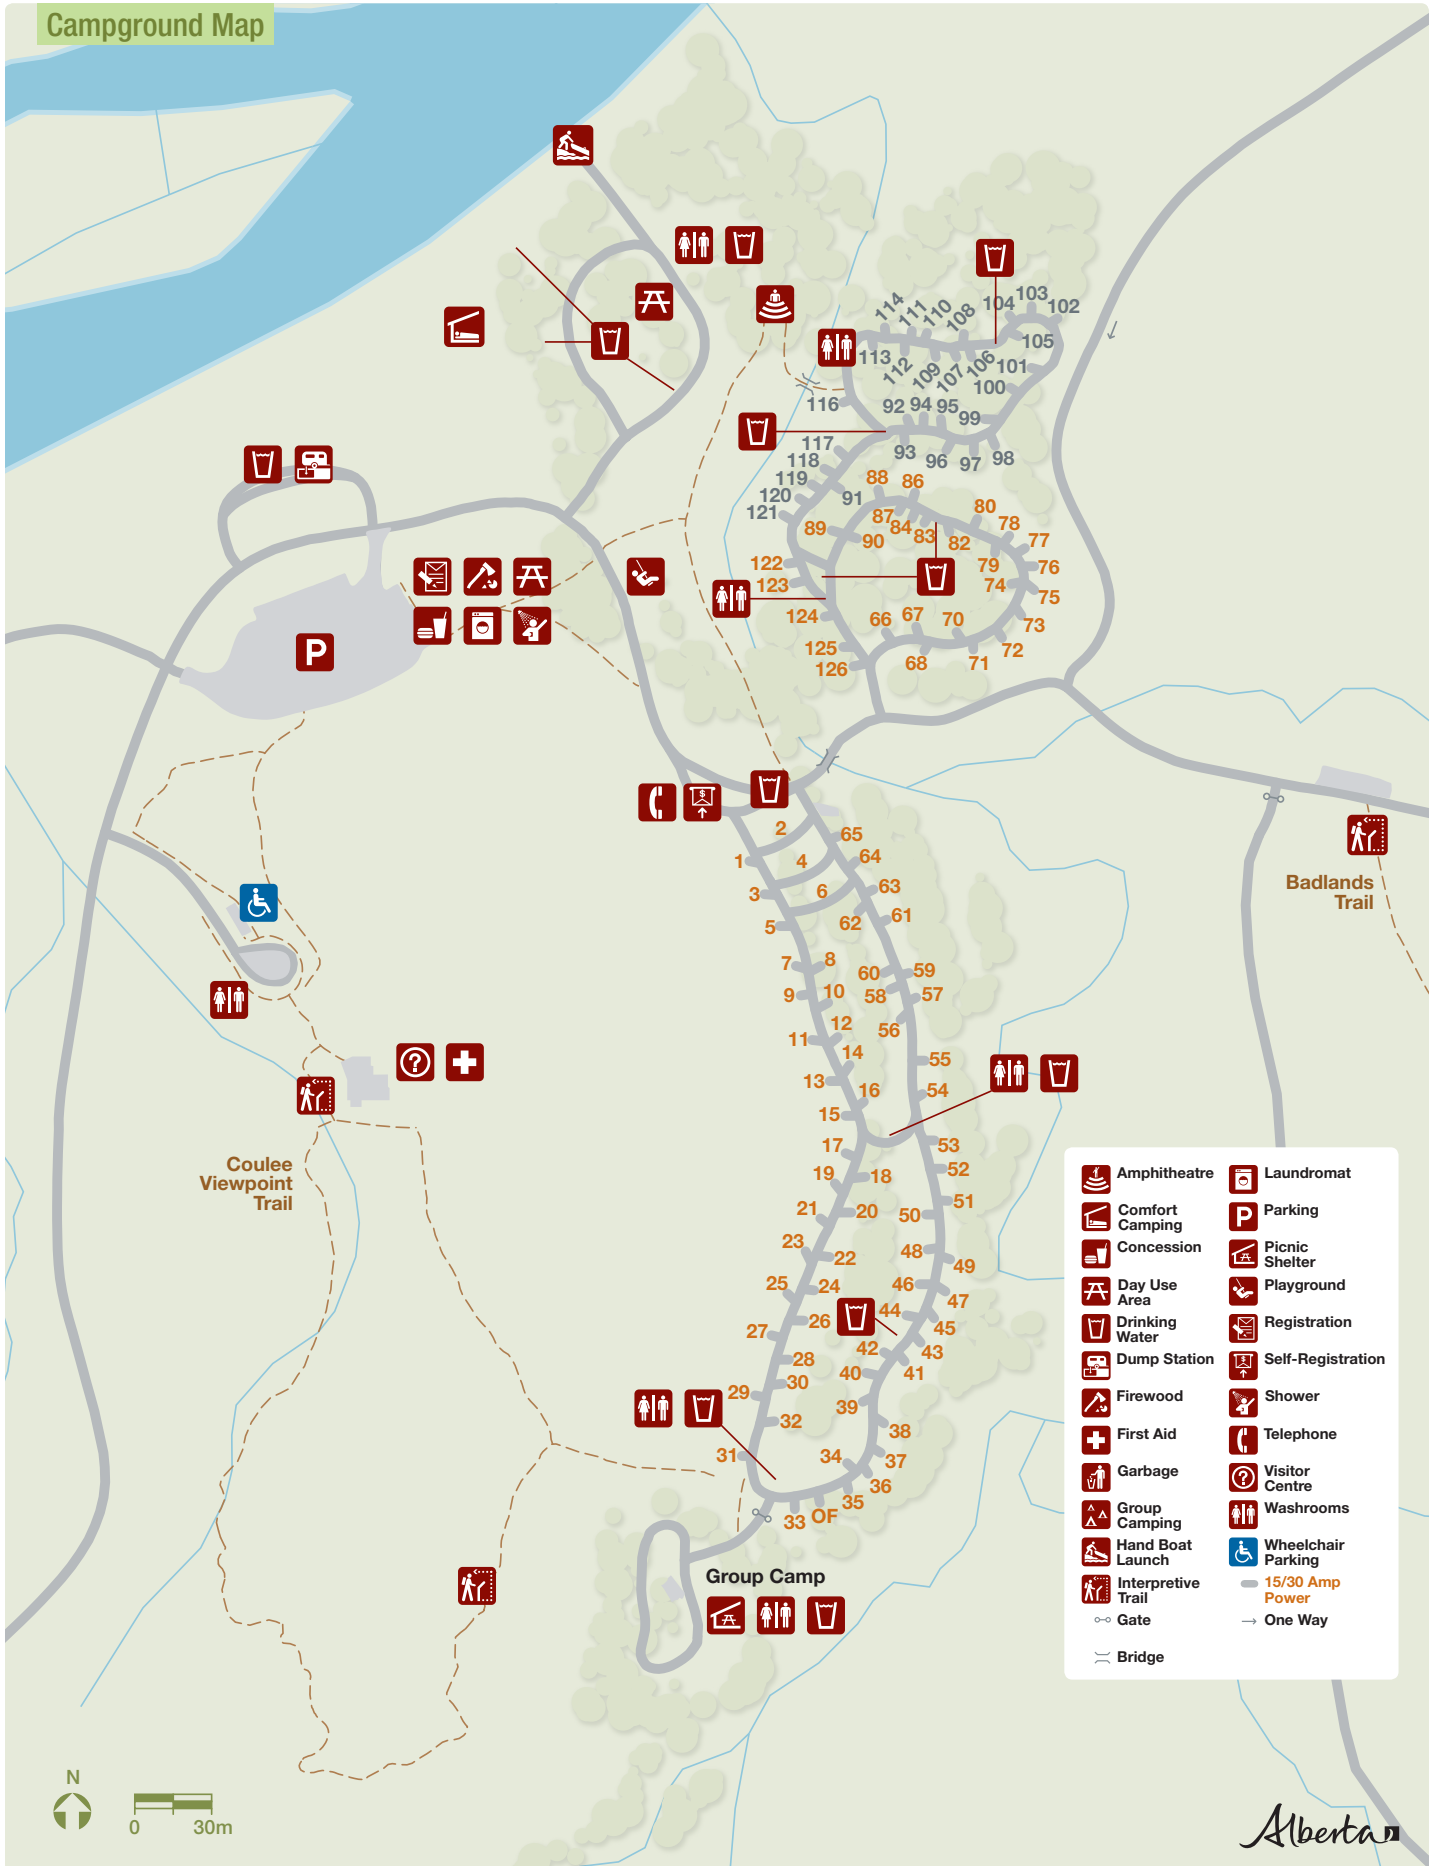 Campground Map
114
111
110
108
104
103
102
113
112
109
107
106
105
101
100
116
92
94
95
99
117
93
96
97
98
118
119
120
121
91
88
86
87
84
83
80
78
77
82
79
76
74
75
89
90
122
123
124
66
67
70
73
72
71
68
125
126
2
65
1
4
64
3
6
63
5
62
61
7
8
60
59
9
10
58
57
12
56
11
14
55
13
16
54
15
17
53
52
19
18
51
21
20
50
23
22
48
49
25
24
46
47
26
44
45
27
42
43
28
40
41
30
29
39
32
38
31
34
37
36
35
33
OF
Badlands
Trail
Coulee
Viewpoint
Trail
Group Camp
Amphitheatre
Laundromat
Comfort
Camping
Parking
Concession
Picnic
Shelter
Day Use
Area
Playground
Drinking
Water
Registration
Dump Station
Self-Registration
Firewood
Shower
First Aid
Telephone
Garbage
Visitor
Centre
Group
Camping
Washrooms
Hand Boat
Launch
Wheelchair
Parking
Interpretive
Trail
15/30 Amp
Power
Gate
One Way
Bridge
P
P
?
?
$
$
N
0 30m
Alberta